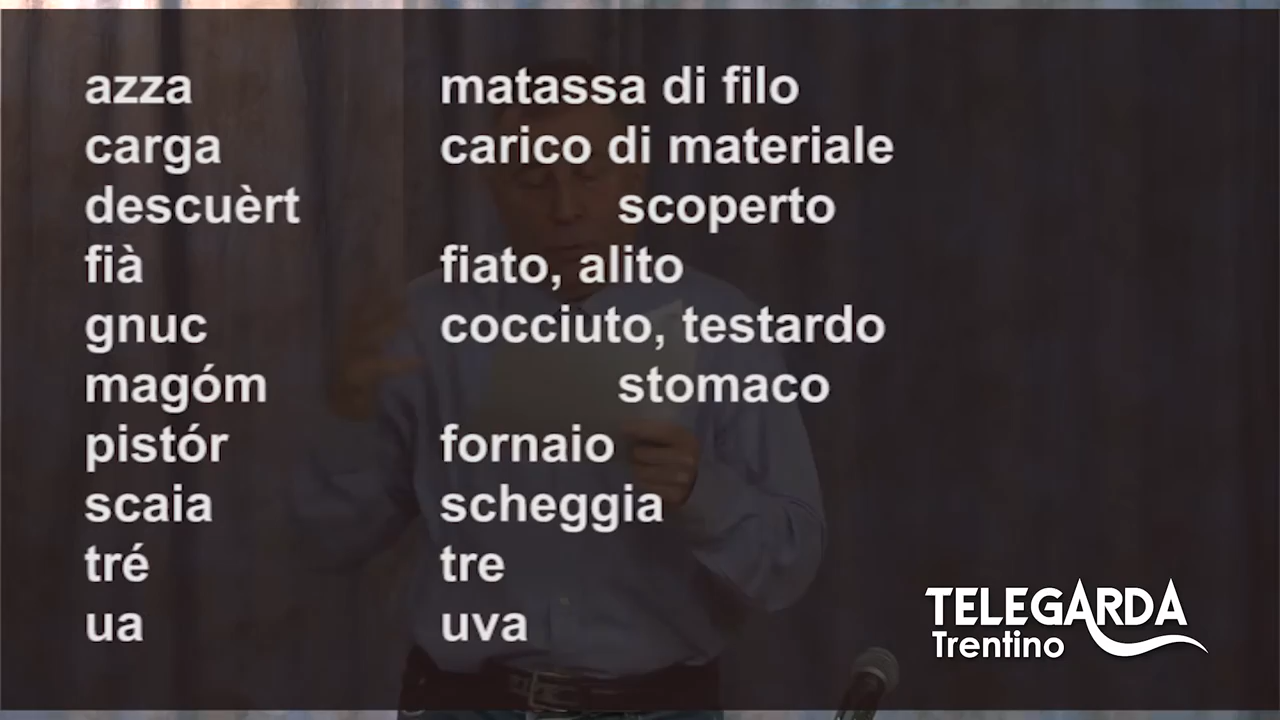 azza matassa di filo
carga carico di materiale
descuèrt scoperto
fià fiato, alito
gnuc cocciuto, testardo
magóm stomaco
pistór fornaio
scaia scheggia
tré tre
ua uva
TELEGARDA
Trentino